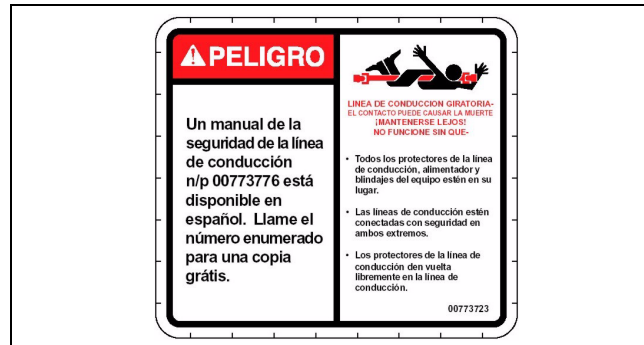 PELIGRO
Un manual de la
seguridad de la línea
de conducción
n/p 00773776 está
disponible en
español. Llame el
número enumerado
para una copia
grátis.
LINEA DE CONDUCCION GIRATORIA-
EL CONTACTO PUEDE CAUSAR LA MUERTE
¡MANTENERSE LEJOS!
NO FUNCIONE SIN QUE-
• Todos los protectores de la línea
de conducción, alimentador y
blindajes del equipo estén en su
lugar.
• Las líneas de conducción estén
conectadas con seguridad en
ambos extremos.
• Los protectores de la línea de
conducción den vuelta
libremente en la línea de
conducción.
00773723